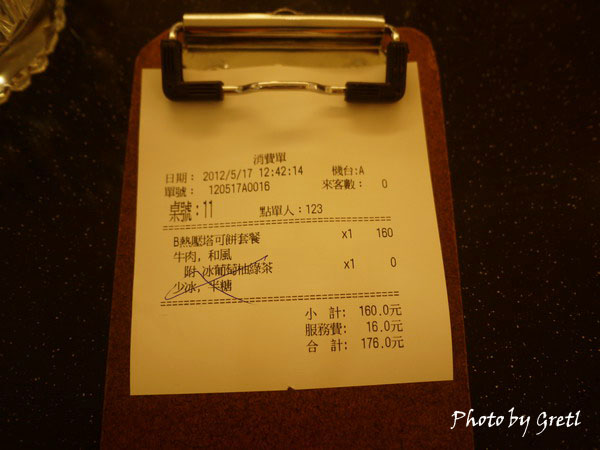 消費單
日期： 2012/5/17 12:42:14 機台:A
單號： 120517A0016 來客數： 0
桌號:11 點單人：123
B熱壓塔可餅套餐 x1 160
牛肉, 和風
附 冰葡萄柚綠茶 x1 0
少冰, 半糖
小 計: 160.0元
服務費: 16.0元
合 計: 176.0元
Photo by Gretl